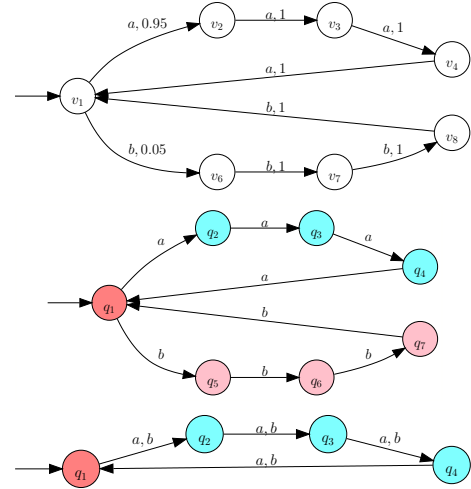 a, 0.95 v₂ a, 1 v₃ a, 1
a, 1 v₄
v₁ b, 1
b, 0.05 v₆ b, 1 v₇ b, 1 v₈
a q₂ a q₃ a
a q₄
q₁ b
b q₅ b q₆ b q₇
a, b q₂ a, b q₃ a, b
q₁ a, b q₄